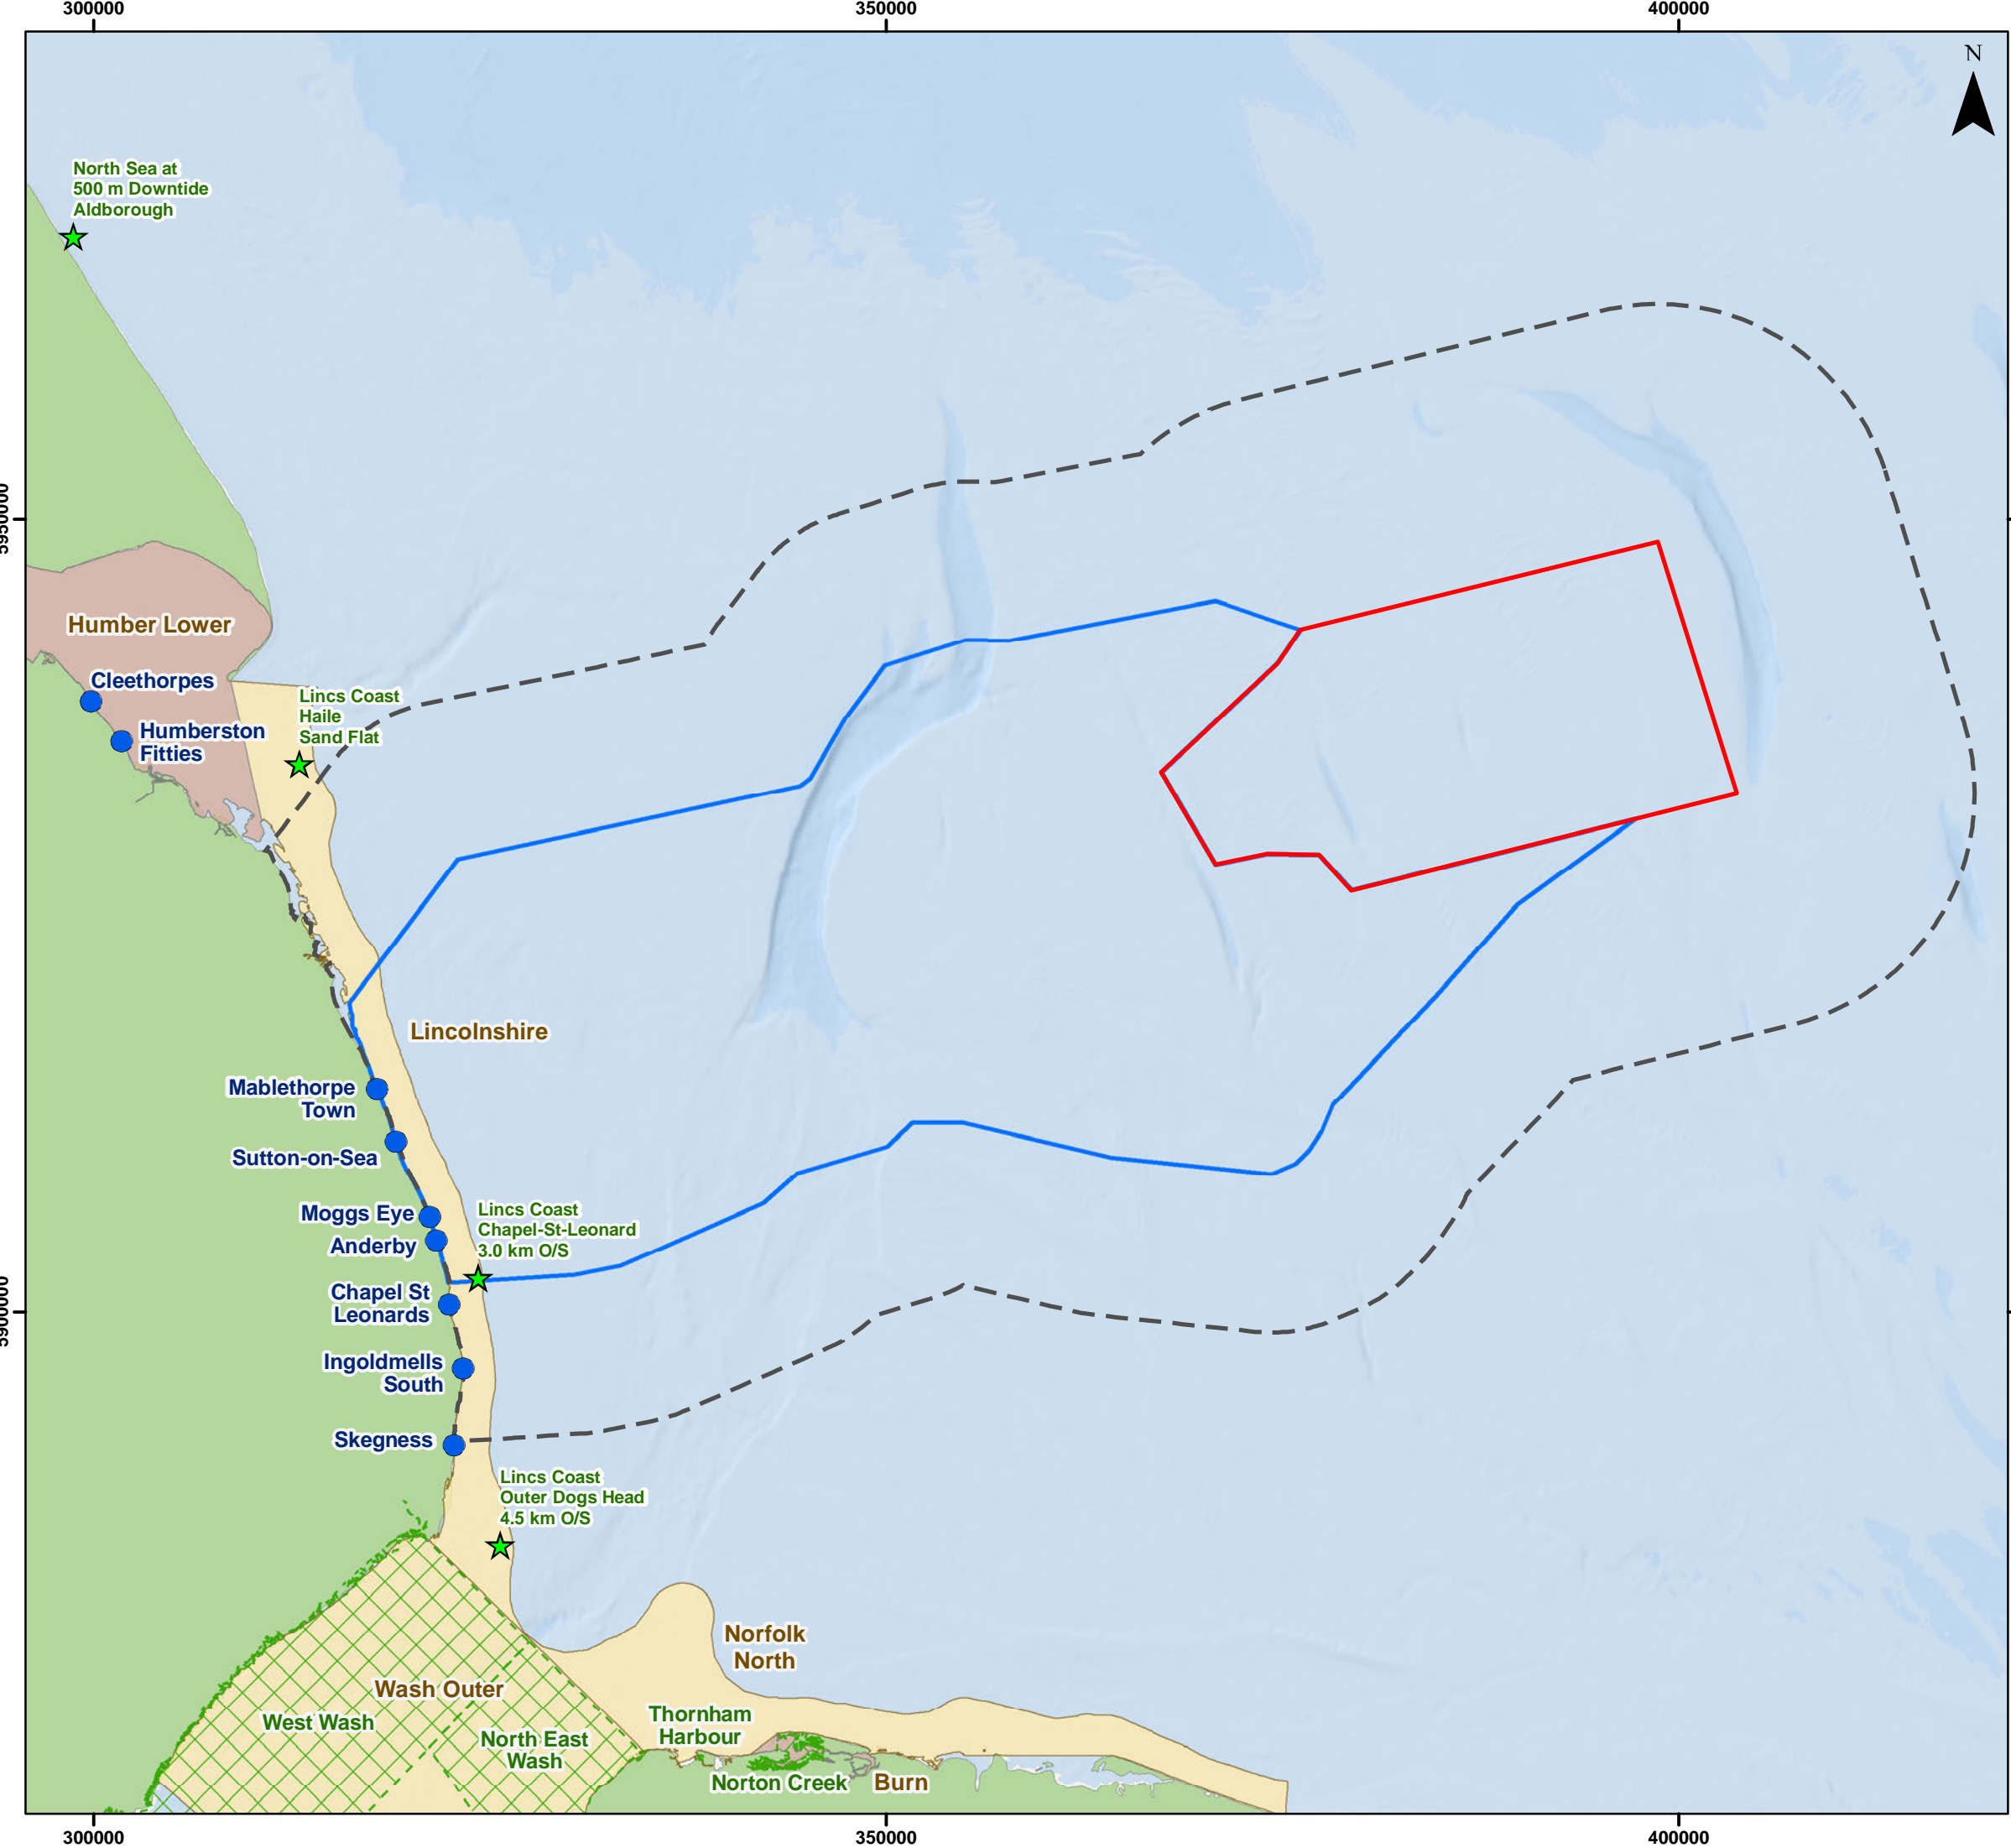 300000
350000
400000
N
North Sea at
500 m Downtide
Aldborough
Humber Lower
Cleethorpes
Humberston
Fitties
Lincs Coast
Haile
Sand Flat
Lincolnshire
Mablethorpe
Town
Sutton-on-Sea
Moggs Eye
Anderby
Lincs Coast
Chapel-St-Leonard
3.0 km O/S
Chapel St
Leonards
Ingoldmells
South
Skegness
Lincs Coast
Outer Dogs Head
4.5 km O/S
Norfolk
North
Wash Outer
West Wash
North East
Wash
Thornham
Harbour
Norton Creek
Burn
300000
350000
400000